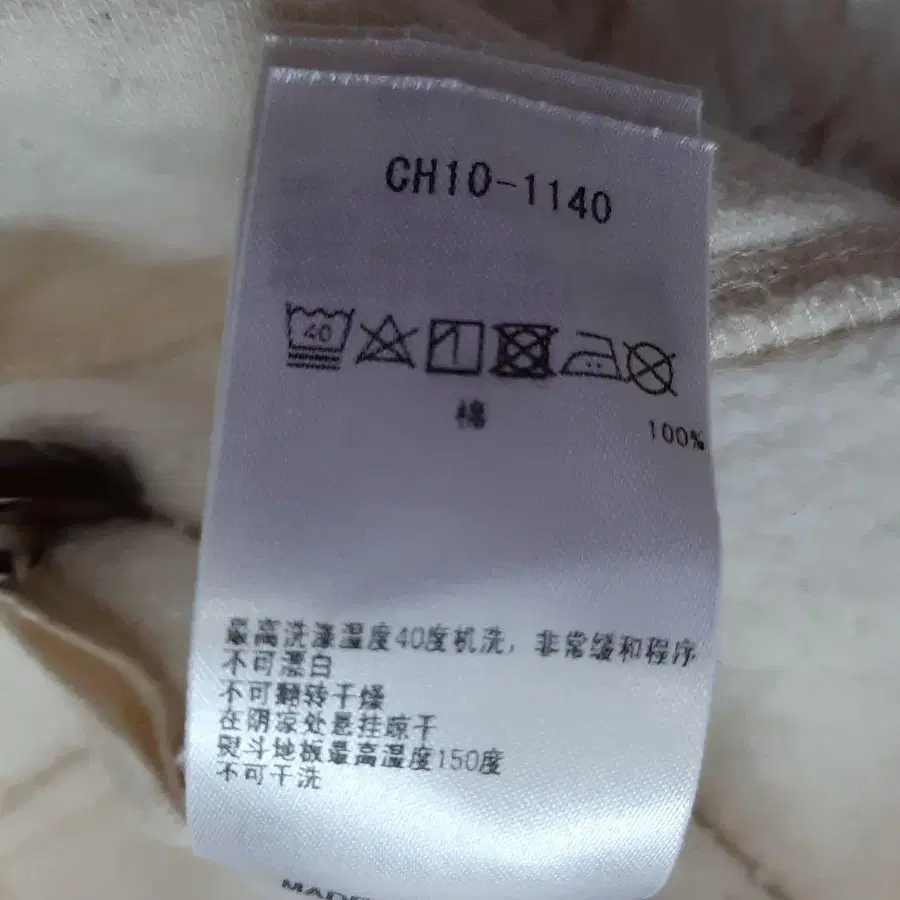 CH10-1140
40
棉 100%
最高洗涤温度40度机洗，非常缓和程序
不可漂白
不可翻转干燥
在阴凉处悬挂晾干
熨斗地板最高温度150度
不可干洗
MADE